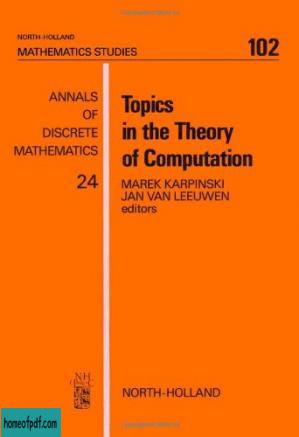 NORTH-HOLLAND
MATHEMATICS STUDIES 102
ANNALS
OF
DISCRETE
MATHEMATICS
24
Topics
in the Theory
of Computation
MAREK KARPINSKI
JAN VAN LEEUWEN
editors
NORTH-HOLLAND
homeofpdf.com